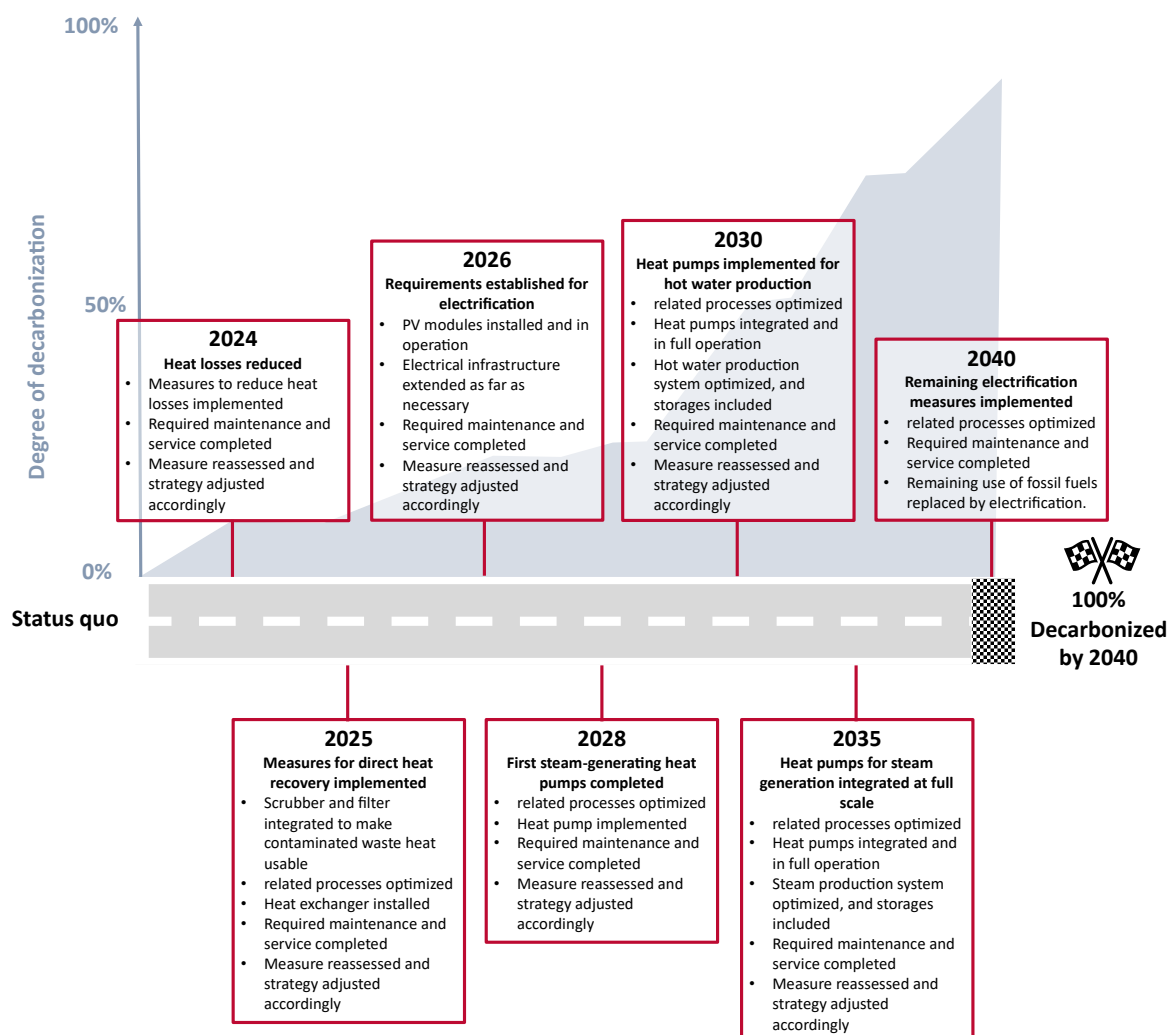 100%
Degree of decarbonization
50%
0%
2024
Heat losses reduced
• Measures to reduce heat
losses implemented
• Required maintenance and
service completed
• Measure reassessed and
strategy adjusted
accordingly
2026
Requirements established for
electrification
• PV modules installed and in
operation
• Electrical infrastructure
extended as far as
necessary
• Required maintenance and
service completed
• Measure reassessed and
strategy adjusted
accordingly
2030
Heat pumps implemented for
hot water production
• related processes optimized
• Heat pumps integrated and
in full operation
• Hot water production
system optimized, and
storages included
• Required maintenance and
service completed
• Measure reassessed and
strategy adjusted
accordingly
2040
Remaining electrification
measures implemented
• related processes optimized
• Required maintenance and
service completed
• Remaining use of fossil fuels
replaced by electrification.
Status quo
100%
Decarbonized
by 2040
2025
Measures for direct heat
recovery implemented
• Scrubber and filter
integrated to make
contaminated waste heat
usable
• related processes optimized
• Heat exchanger installed
• Required maintenance and
service completed
• Measure reassessed and
strategy adjusted
accordingly
2028
First steam-generating heat
pumps completed
• related processes optimized
• Heat pump implemented
• Required maintenance and
service completed
• Measure reassessed and
strategy adjusted
accordingly
2035
Heat pumps for steam
generation integrated at full
scale
• related processes optimized
• Heat pumps integrated and
in full operation
• Steam production system
optimized, and storages
included
• Required maintenance and
service completed
• Measure reassessed and
strategy adjusted
accordingly